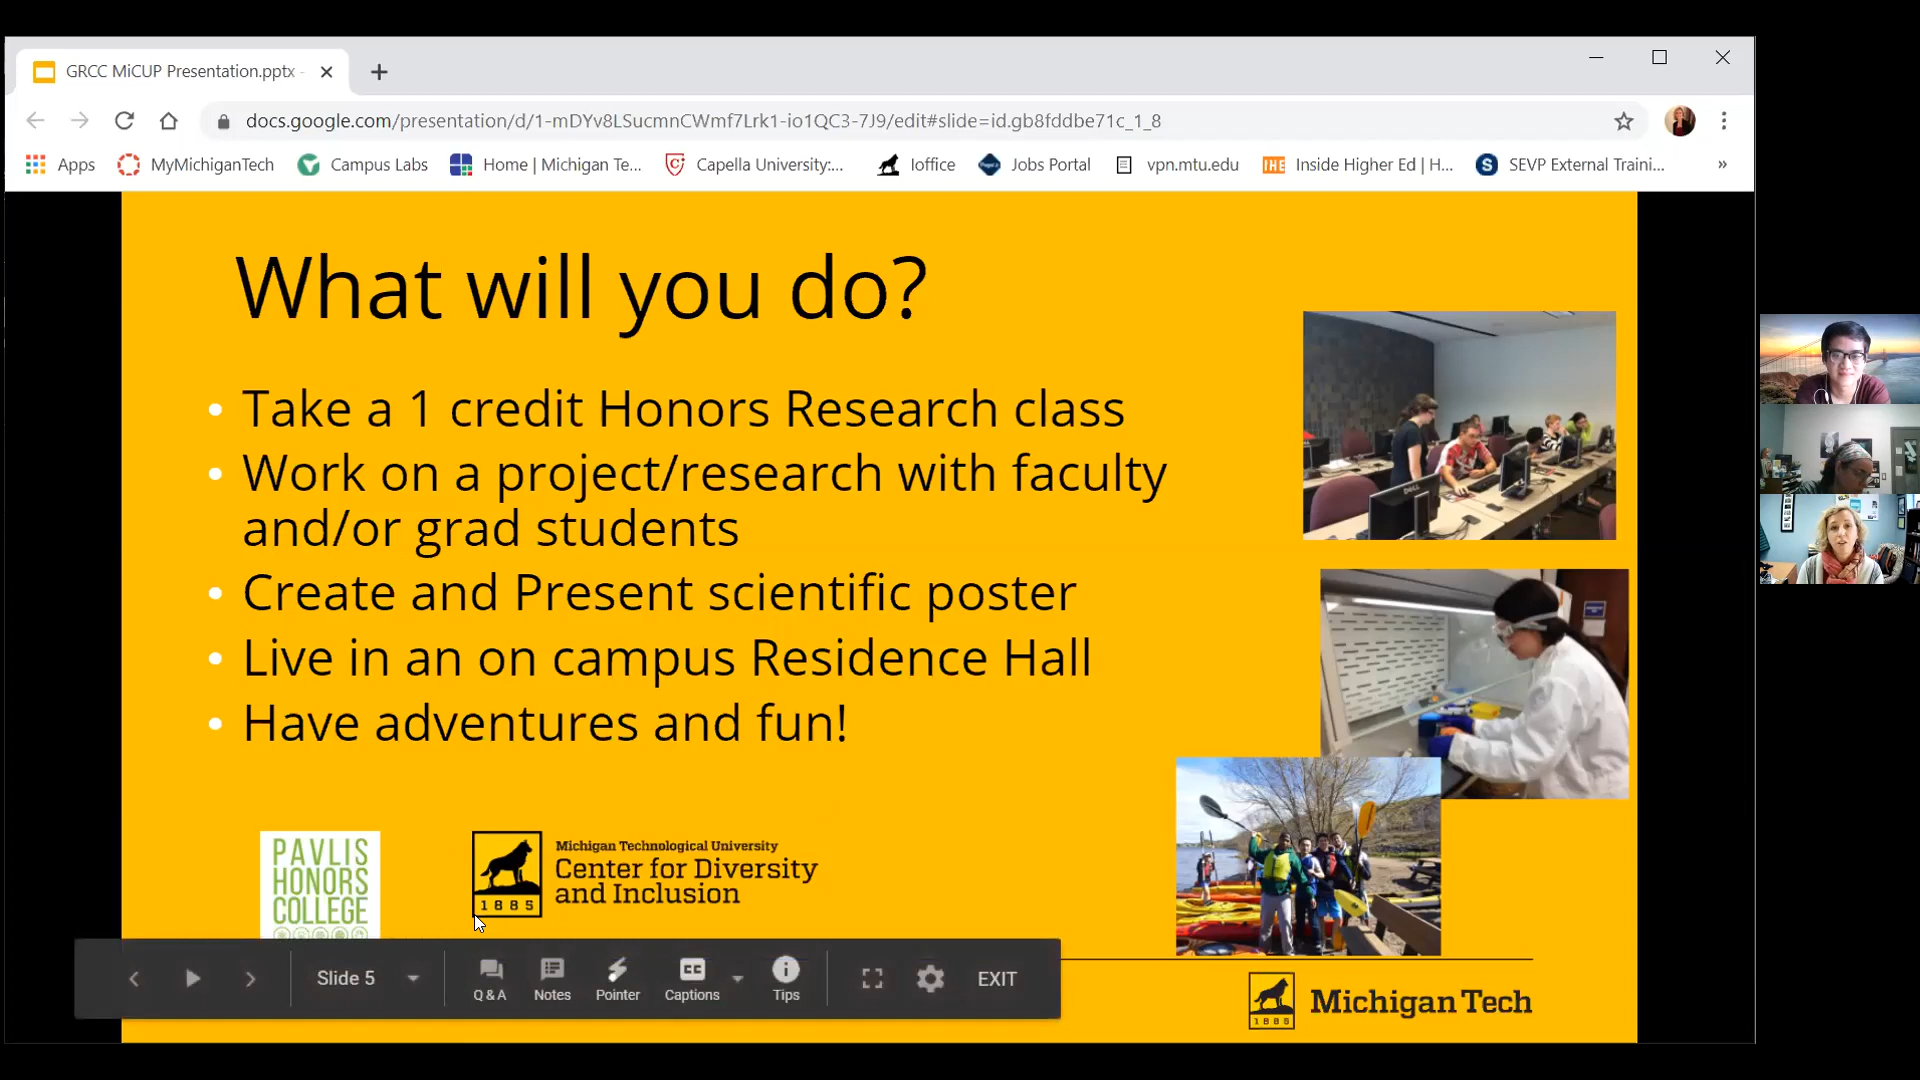 GRCC MiCUP Presentation.pptx -
docs.google.com/presentation/d/1-mDYv8LSucmnCWmf7Lrk1-io1QC3-7J9/edit#slide=id.gb8fddbe71c_1_8
Apps MyMichiganTech Campus Labs Home | Michigan Te... Capella University:... Ioffice Jobs Portal vpn.mtu.edu IHE Inside Higher Ed | H... S SEVP External Traini... »
What will you do?
• Take a 1 credit Honors Research class
• Work on a project/research with faculty
and/or grad students
• Create and Present scientific poster
• Live in an on campus Residence Hall
• Have adventures and fun!
PAVLIS
HONORS
COLLEGE
1885
Michigan Technological University
Center for Diversity
and Inclusion
Slide 5
Q & A
Notes
Pointer
CC
Captions
Tips
EXIT
1885
Michigan Tech
DELL